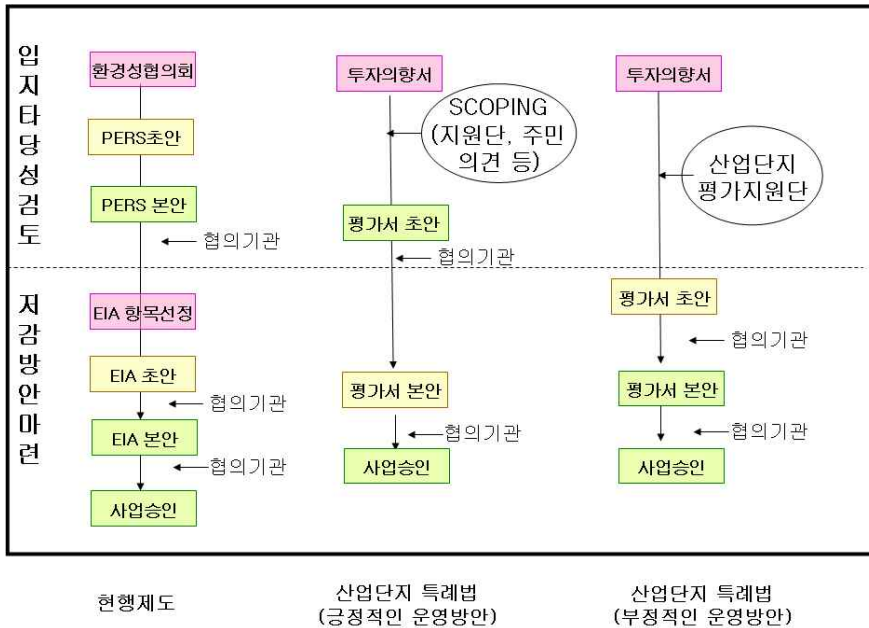 입지타당성검토
환경성협의회
PERS초안
PERS 본안
협의기관
투자의향서
SCOPING
(지원단, 주민
의견 등)
평가서 초안
협의기관
투자의향서
산업단지
평가지원단
저감방안마련
EIA 항목선정
EIA 초안
협의기관
EIA 본안
협의기관
사업승인
평가서 본안
협의기관
사업승인
평가서 초안
협의기관
평가서 본안
협의기관
사업승인
현행제도
산업단지 특례법
(긍정적인 운영방안)
산업단지 특례법
(부정적인 운영방안)